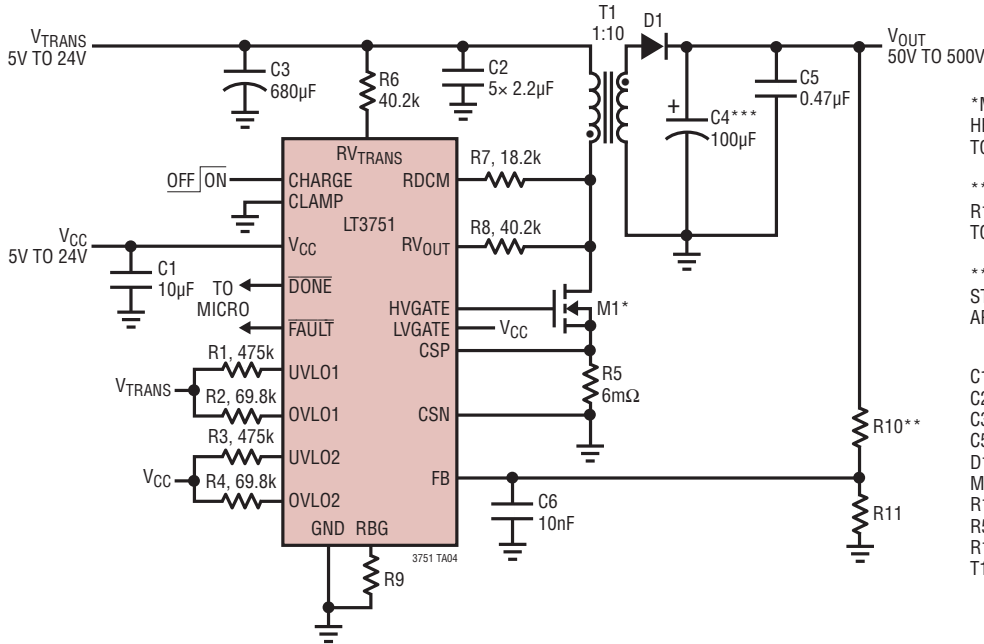 VTRANS
5V TO 24V
C3
680µF
R6
40.2k
C2
5× 2.2µF
T1
1:10
D1
VOUT
50V TO 500V
C4***
+
100µF
C5
0.47µF
RVTRANS
OFF ON
CHARGE
CLAMP
LT3751
RDCM
R7, 18.2k
VCC
5V TO 24V
VCC
RVOUT
R8, 40.2k
C1
10µF
TO
MICRO
DONE
FAULT
HVGATE
M1*
LVGATE
VCC
CSP
R1, 475k
UVLO1
VTRANS
R2, 69.8k
OVLO1
R5
6mΩ
CSN
R3, 475k
UVLO2
VCC
R4, 69.8k
OVLO2
FB
R10**
C6
10nF
R11
GND
RBG
3751 TA04
R9
*M
**
R1
TO
**
ST
C1
C2
C3
C5
D1
M
R1
R5
R1
T1